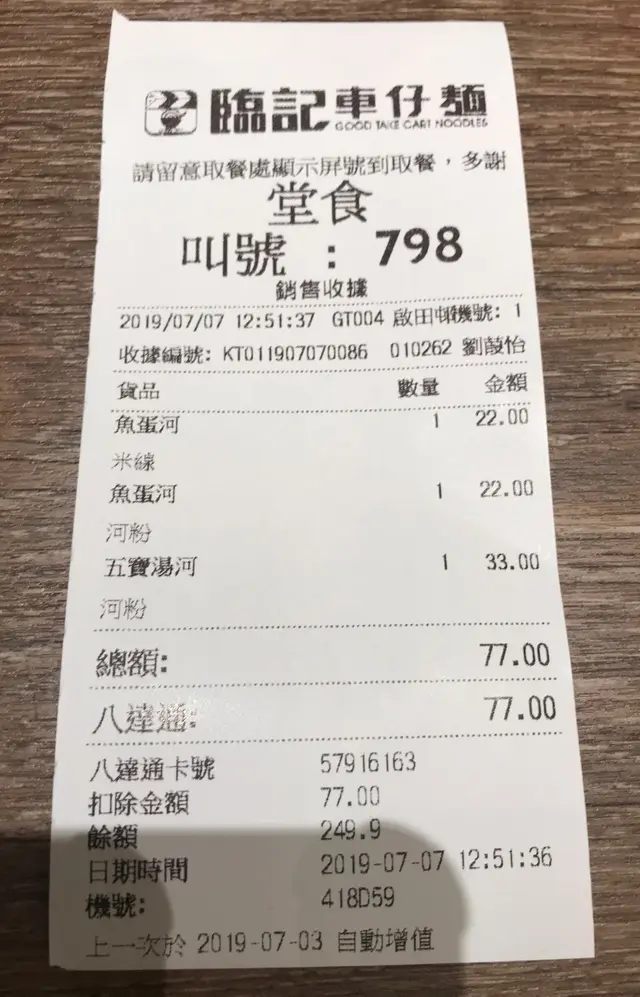 臨記車仔麵
GOOD TAKE CART NOODLES
請留意取餐處顯示屏號到取餐，多謝
堂食
叫號 : 798
銷售收據
2019/07/07 12:51:37 GT004 啟田邨機號: 1
收據編號: KT011907070086 010262 劉鼓怡
貨品 數量 金額
魚蛋河 1 22.00
米線
魚蛋河 1 22.00
河粉
五寶湯河 1 33.00
河粉
總額: 77.00
八達通: 77.00
八達通卡號 57916163
扣除金額 77.00
餘額 249.9
日期時間 2019-07-07 12:51:36
機號: 418D59
上一次於 2019-07-03 自動增值